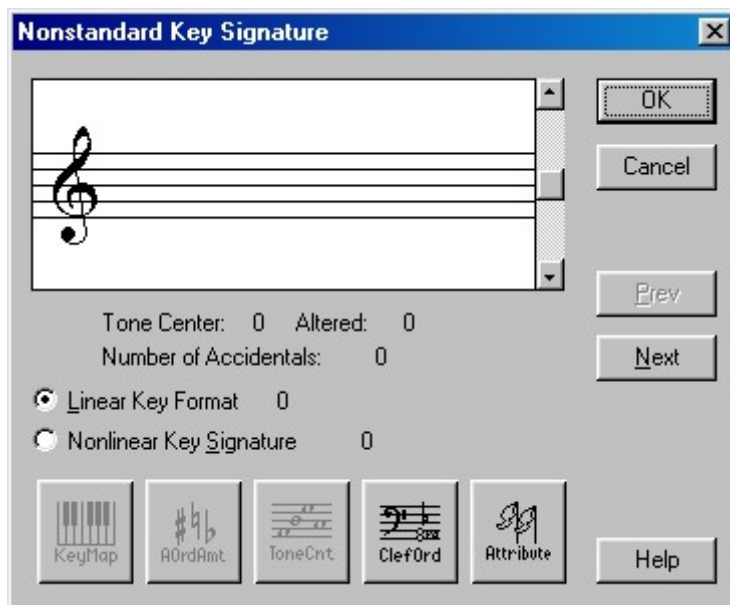 Nonstandard Key Signature
OK
Cancel
Prev
Next
Tone Center: 0 Altered: 0
Number of Accidentals: 0
Linear Key Format 0
Nonlinear Key Signature 0
KeyMap
AOrdAmt
ToneCnt
ClefOrd
Attribute
Help